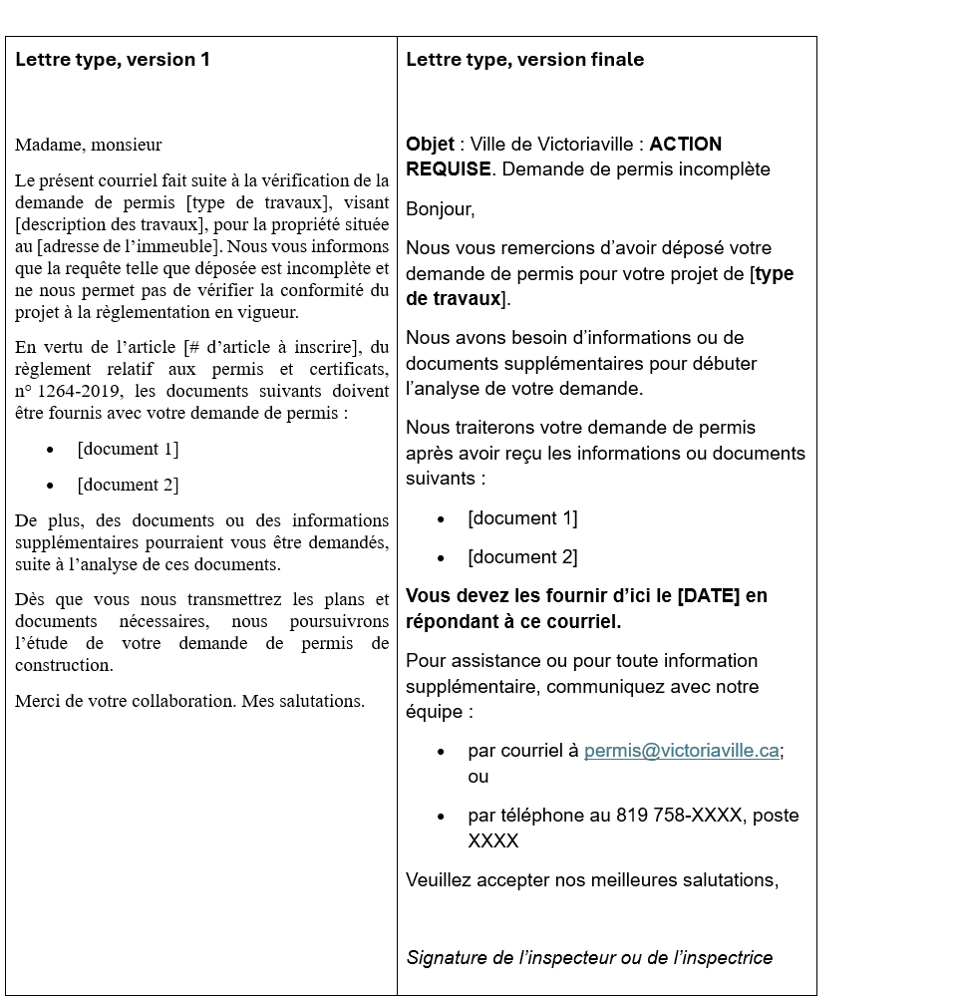 Lettre type, version 1
Madame, monsieur
Le présent courriel fait suite à la vérification de la
demande de permis [type de travaux], visant
[description des travaux], pour la propriété située
au [adresse de l’immeuble]. Nous vous informons
que la requête telle que déposée est incomplète et
ne nous permet pas de vérifier la conformité du
projet à la règlementation en vigueur.
En vertu de l’article [# d’article à inscrire], du
règlement relatif aux permis et certificats,
n° 1264-2019, les documents suivants doivent
être fournis avec votre demande de permis :
• [document 1]
• [document 2]
De plus, des documents ou des informations
supplémentaires pourraient vous être demandés,
suite à l’analyse de ces documents.
Dès que vous nous transmettrez les plans et
documents nécessaires, nous poursuivrons
l’étude de votre demande de permis de
construction.
Merci de votre collaboration. Mes salutations.
Lettre type, version finale
Objet : Ville de Victoriaville : ACTION
REQUISE. Demande de permis incomplète
Bonjour,
Nous vous remercions d’avoir déposé votre
demande de permis pour votre projet de [type
de travaux].
Nous avons besoin d’informations ou de
documents supplémentaires pour débuter
l’analyse de votre demande.
Nous traiterons votre demande de permis
après avoir reçu les informations ou documents
suivants :
• [document 1]
• [document 2]
Vous devez les fournir d’ici le [DATE] en
répondant à ce courriel.
Pour assistance ou pour toute information
supplémentaire, communiquez avec notre
équipe :
• par courriel à permis@victoriaville.ca;
ou
• par téléphone au 819 758-XXXX, poste
XXXX
Veuillez accepter nos meilleures salutations,
Signature de l’inspecteur ou de l’inspectrice